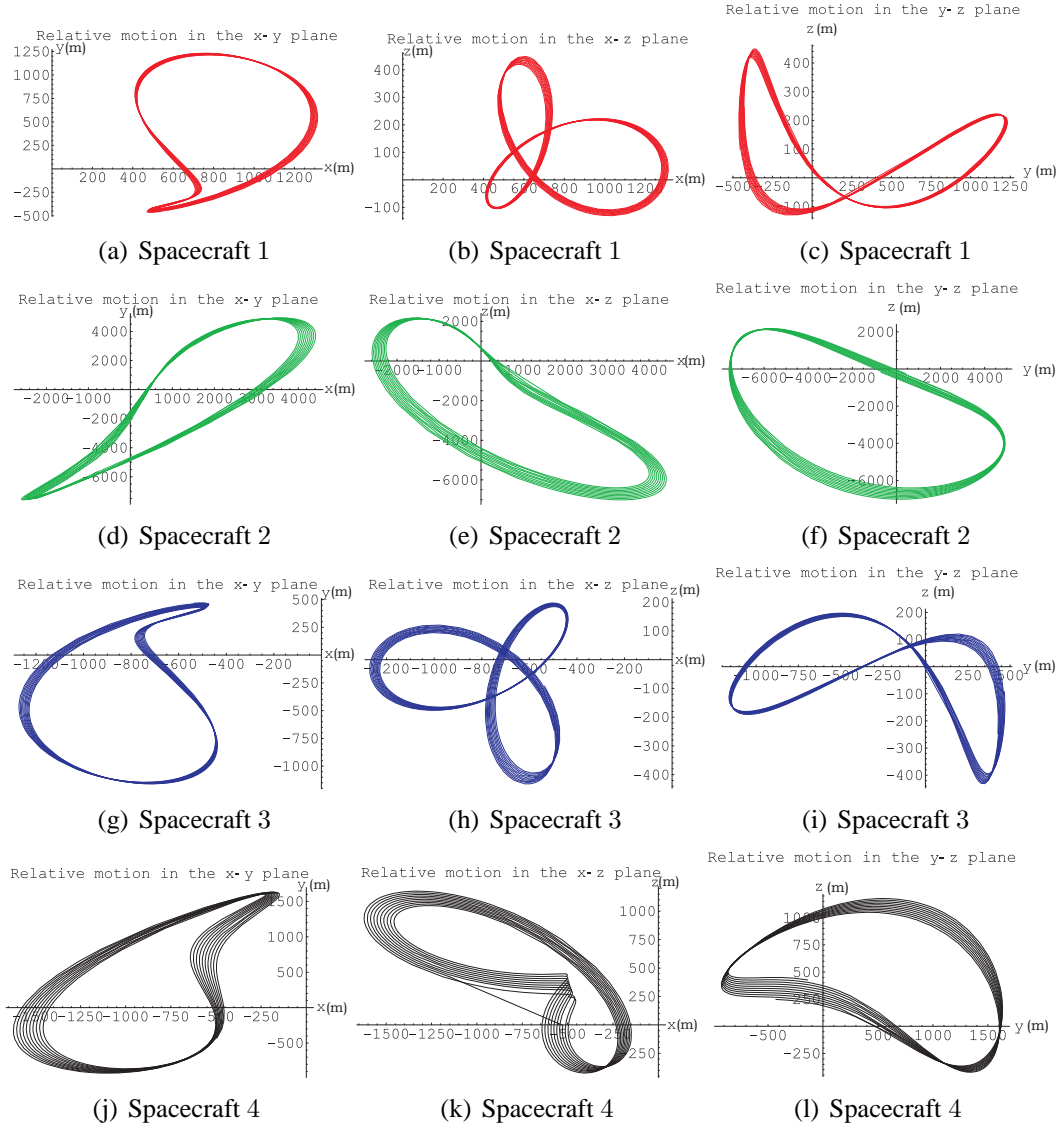 Relative motion in the x-y plane
y(m)
1250
1000
750
500
250
-250
-500
200 400 600 800 1000 1200
x(m)
(a) Spacecraft 1
Relative motion in the x-z plane
z(m)
400
300
200
100
-100
200 400 600 800 1000 1200
x(m)
(b) Spacecraft 1
Relative motion in the y-z plane
z(m)
400
300
200
100
-100
-500 -250 250 500 750 1000 1250
y(m)
(c) Spacecraft 1
Relative motion in the x-y plane
y(m)
4000
2000
-2000
-4000
-6000
-2000 -1000 1000 2000 3000 4000
x(m)
(d) Spacecraft 2
Relative motion in the x-z plane
z(m)
2000
-2000
-4000
-6000
-2000 -1000 1000 2000 3000 4000
x(m)
(e) Spacecraft 2
Relative motion in the y-z plane
z(m)
2000
-2000
-4000
-6000
-6000 -4000 -2000 2000 4000
y(m)
(f) Spacecraft 2
Relative motion in the x-y plane
y(m)
500
250
-250
-500
-750
-1000
-1200 -1000 -800 -600 -400 -200
x(m)
(g) Spacecraft 3
Relative motion in the x-z plane
z(m)
200
100
-100
-200
-300
-400
-1200 -1000 -800 -600 -400 -200
x(m)
(h) Spacecraft 3
Relative motion in the y-z plane
z (m)
200
100
-100
-200
-300
-400
-1000 -750 -500 -250 250 500
y(m)
(i) Spacecraft 3
Relative motion in the x-y plane
y (m)
1500
1000
500
-500
-1500 -1250 -1000 -750 -500 -250
x(m)
(j) Spacecraft 4
Relative motion in the x-z plane
z(m)
1000
750
500
250
-250
-1500 -1250 -1000 -750 -500 -250
x(m)
(k) Spacecraft 4
Relative motion in the y-z plane
z (m)
1000
750
500
250
-250
-500 500 1000 1500
y (m)
(l) Spacecraft 4